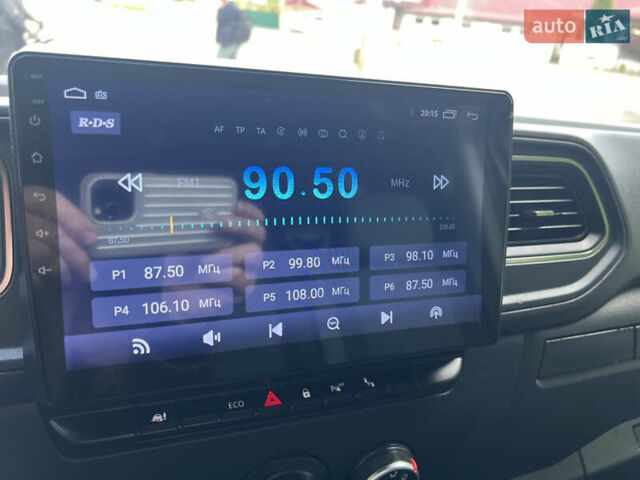 auto RIA.com
20:15
R·D·S
AF TP TA
FM1 90.50 MHz
87.50 108.00
P1 87.50 МГц P2 99.80 МГц P3 98.10 МГц
P4 106.10 МГц P5 108.00 МГц P6 87.50 МГц
ECO